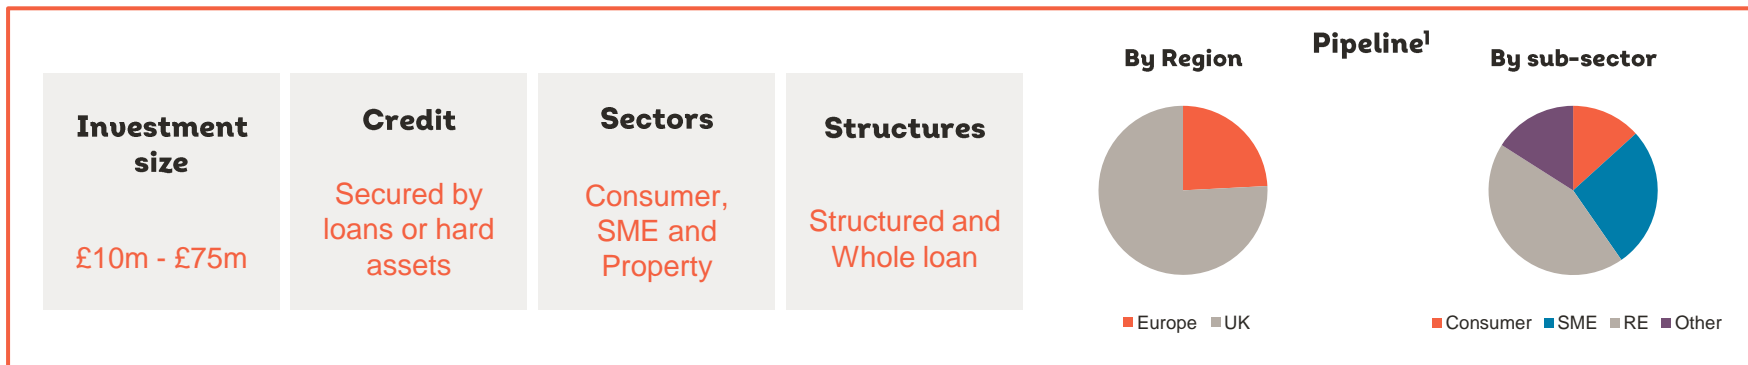 Investment
size
£10m - £75m
Credit
Secured by
loans or hard
assets
Sectors
Consumer,
SME and
Property
Structures
Structured and
Whole loan
Pipeline¹
By Region
Europe UK
By sub-sector
Consumer SME RE Other